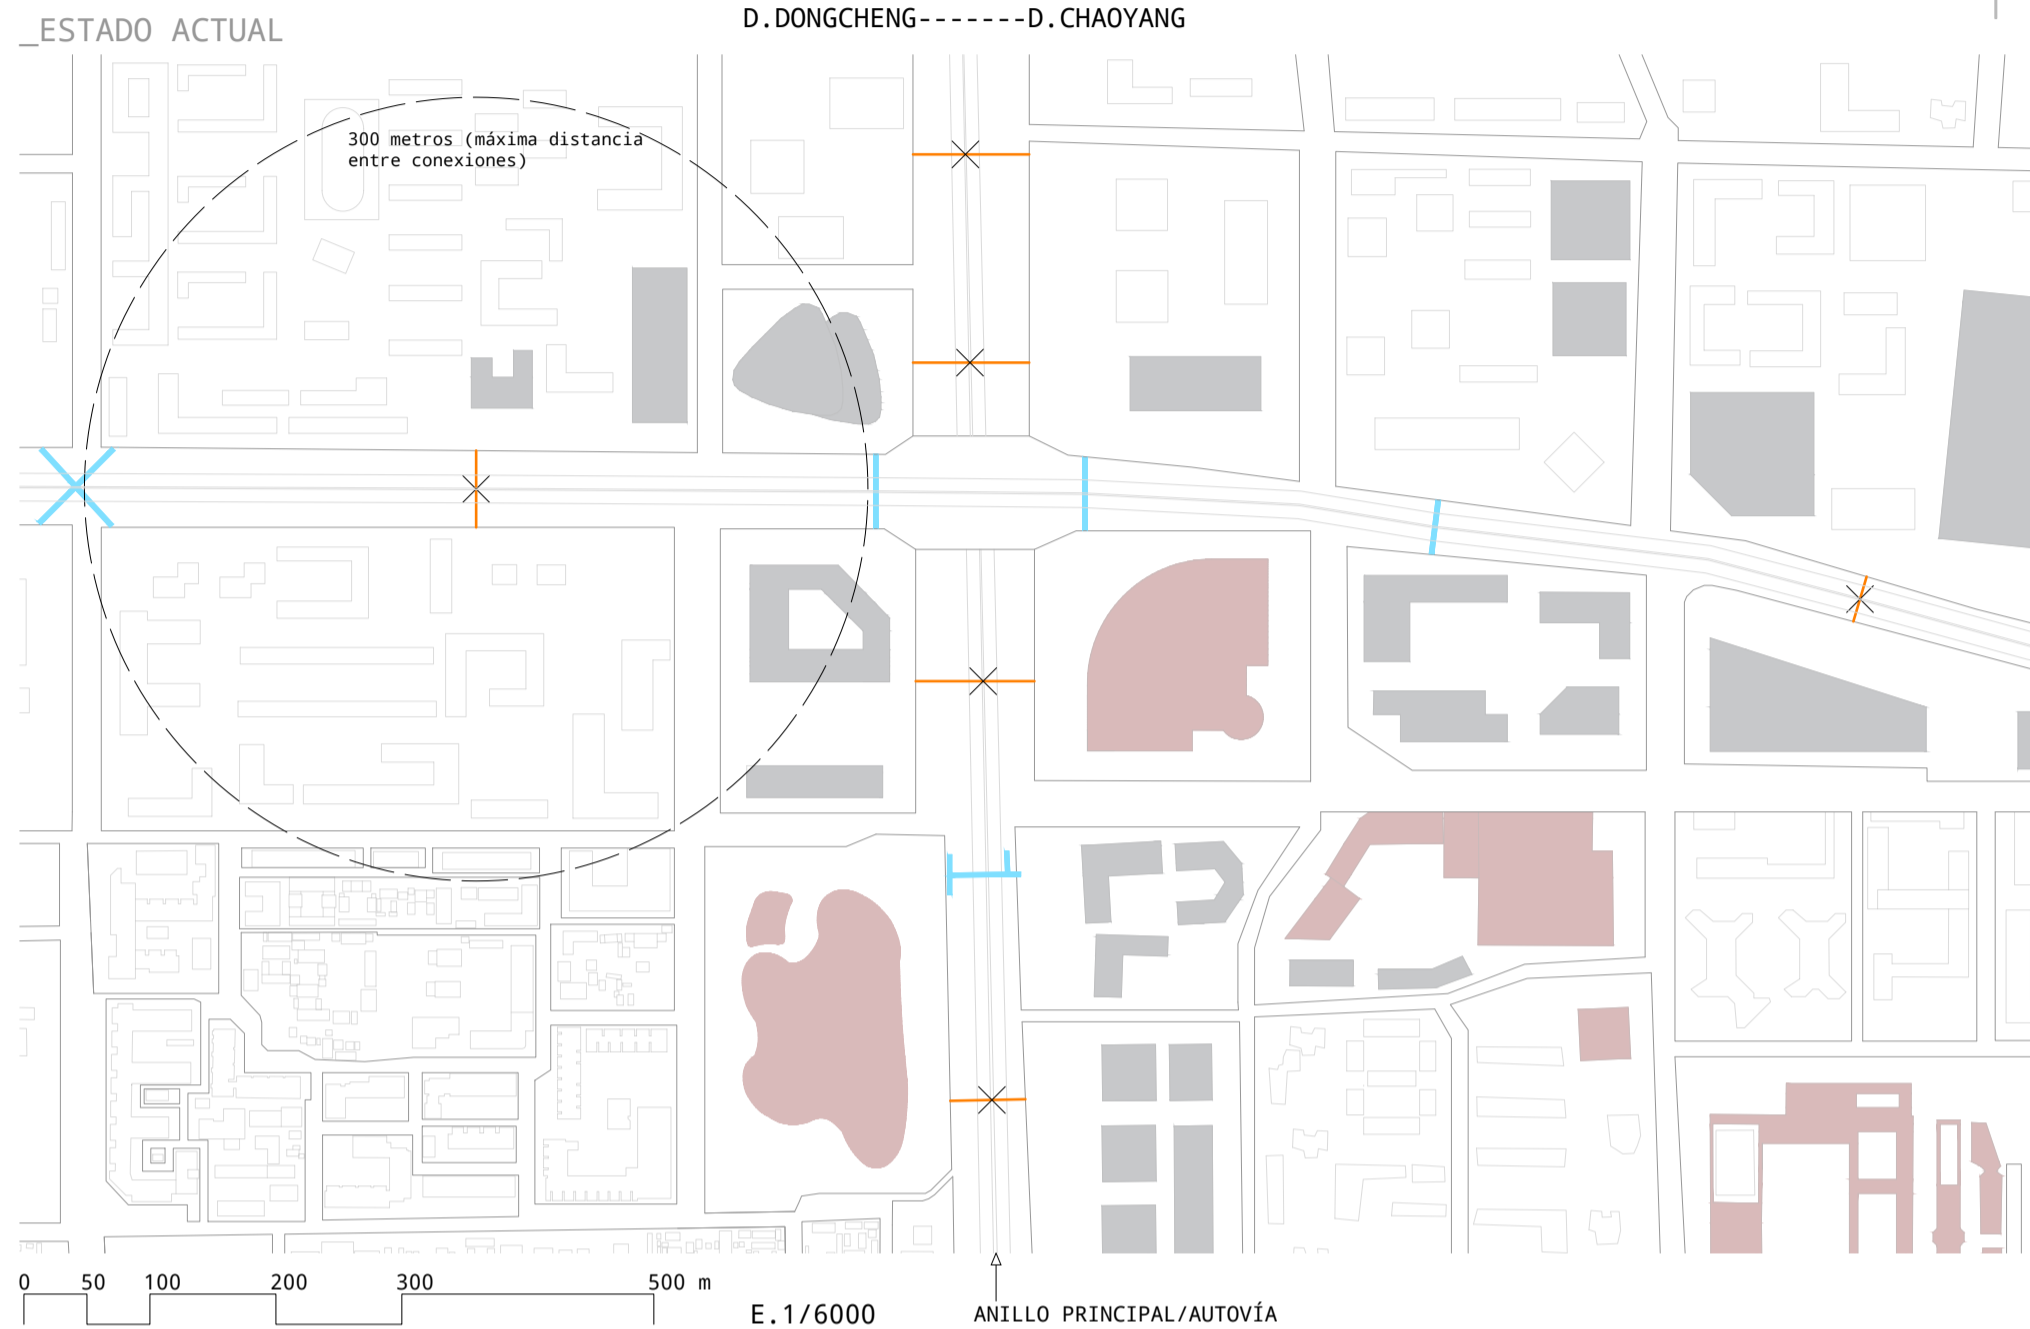 _ESTADO ACTUAL
D.DONGCHENG-------D.CHAOYANG
300 metros (máxima distancia
entre conexiones)
0 50 100 200 300 500 m
E.1/6000
ANILLO PRINCIPAL/AUTOVÍA